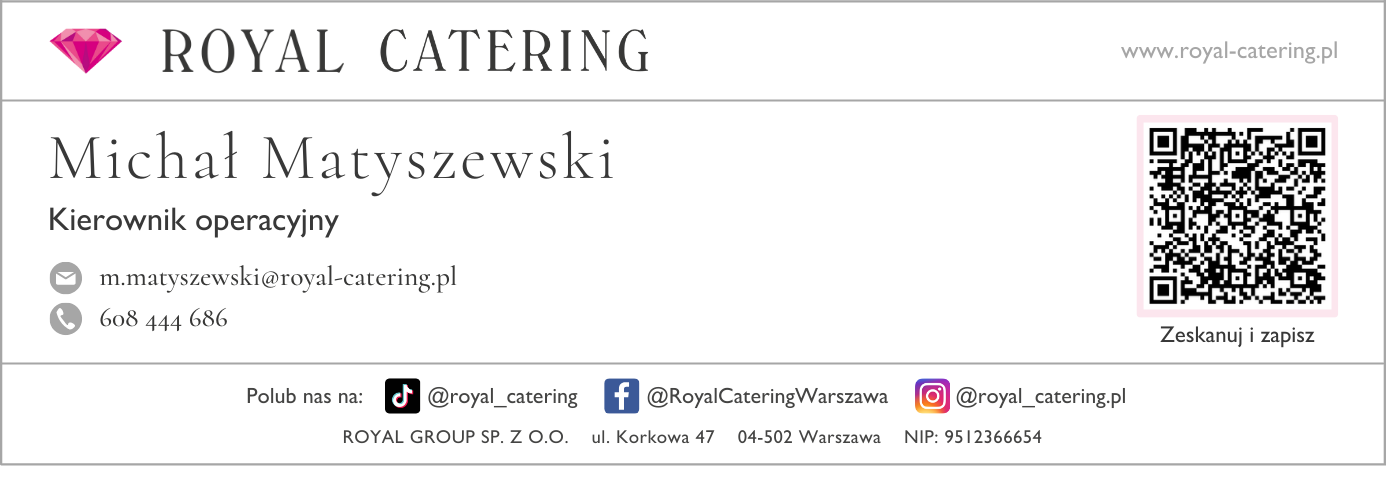 ROYAL CATERING
www.royal-catering.pl
Michał Matyszewski
Kierownik operacyjny
m.matyszewski@royal-catering.pl
608 444 686
Zeskanuj i zapisz
Polub nas na: @royal_catering @RoyalCateringWarszawa @royal_catering.pl
ROYAL GROUP SP. Z O.O. ul. Korkowa 47 04-502 Warszawa NIP: 9512366654